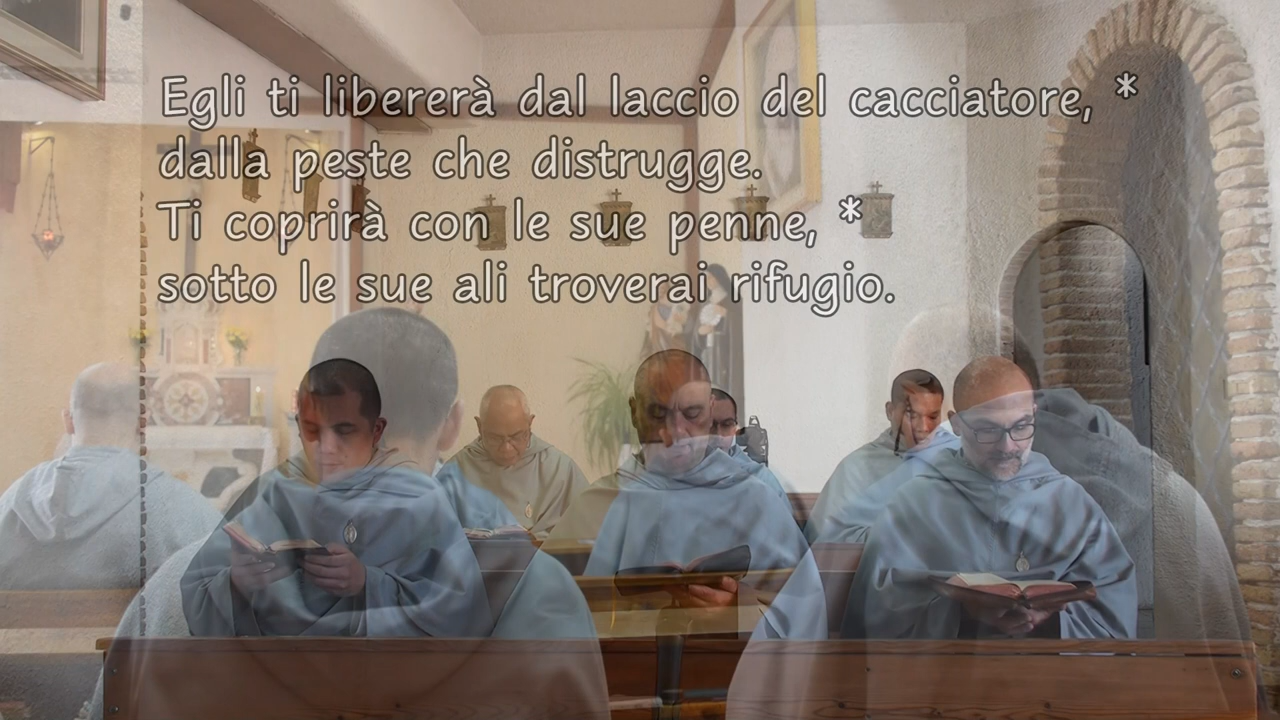 Egli ti libererà dal laccio del cacciatore, *
dalla peste che distrugge.
Ti coprirà con le sue penne, *
sotto le sue ali troverai rifugio.